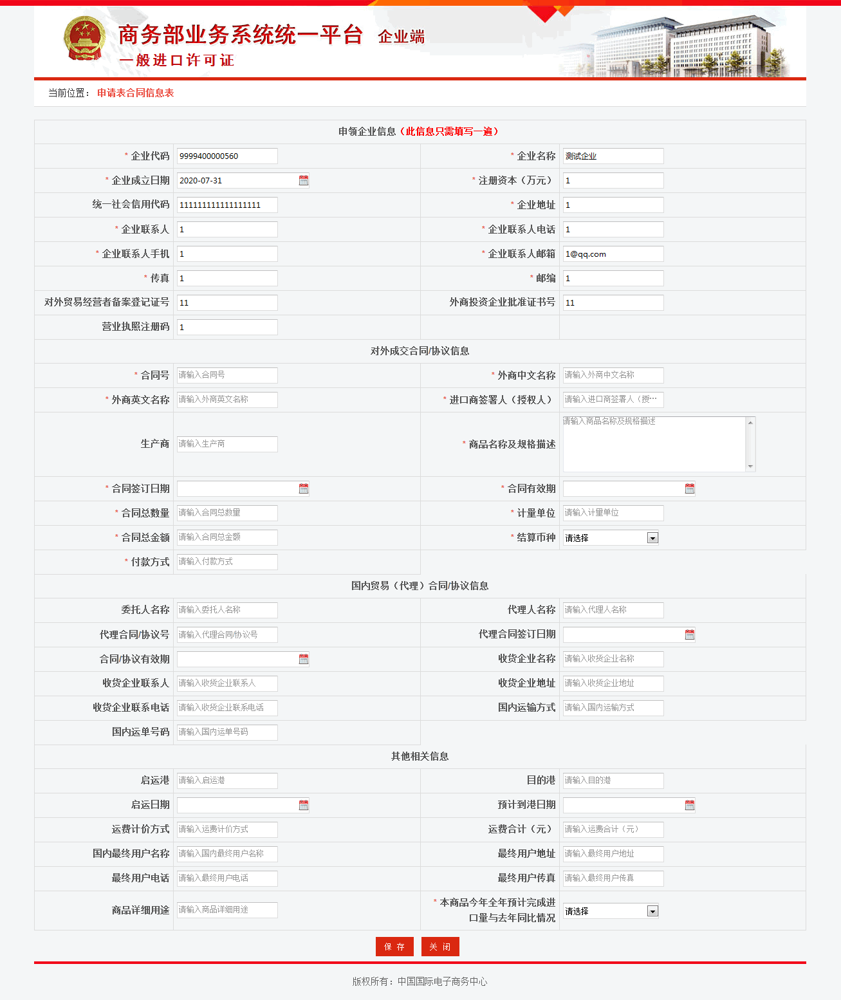 商务部业务系统统一平台 企业端
一般进口许可证
当前位置： 申请表合同信息表
申领企业信息（此信息只需填写一遍）
* 企业代码 9999400000560 * 企业名称 测试企业
* 企业成立日期 2020-07-31 * 注册资本（万元） 1
统一社会信用代码 111111111111111111 * 企业地址 1
* 企业联系人 1 * 企业联系人电话 1
* 企业联系人手机 1 * 企业联系人邮箱 1@qq.com
* 传真 1 * 邮编 1
对外贸易经营者备案登记证号 11 外商投资企业批准证书号 11
营业执照注册码 1
对外成交合同/协议信息
* 合同号 请输入合同号 * 外商中文名称 请输入外商中文名称
* 外商英文名称 请输入外商英文名称 * 进口商签署人（授权人） 请输入进口商签署人（授…
生产商 请输入生产商 * 商品名称及规格描述 请输入商品名称及规格描述
* 合同签订日期 * 合同有效期
* 合同总数量 请输入合同总数量 * 计量单位 请输入计量单位
* 合同总金额 请输入合同总金额 * 结算币种 请选择
* 付款方式 请输入付款方式
国内贸易（代理）合同/协议信息
委托人名称 请输入委托人名称 代理人名称 请输入代理人名称
代理合同/协议号 请输入代理合同/协议号 代理合同签订日期
合同/协议有效期 收货企业名称 请输入收货企业名称
收货企业联系人 请输入收货企业联系人 收货企业地址 请输入收货企业地址
收货企业联系电话 请输入收货企业联系电话 国内运输方式 请输入国内运输方式
国内运单号码 请输入国内运单号码
其他相关信息
启运港 请输入启运港 目的港 请输入目的港
启运日期 预计到港日期
运费计价方式 请输入运费计价方式 运费合计（元） 请输入运费合计（元）
国内最终用户名称 请输入国内最终用户名称 最终用户地址 请输入最终用户地址
最终用户电话 请输入最终用户电话 最终用户传真 请输入最终用户传真
商品详细用途 请输入商品详细用途 * 本商品今年全年预计完成进
口量与去年同比情况 请选择
保 存 关 闭
版权所有：中国国际电子商务中心